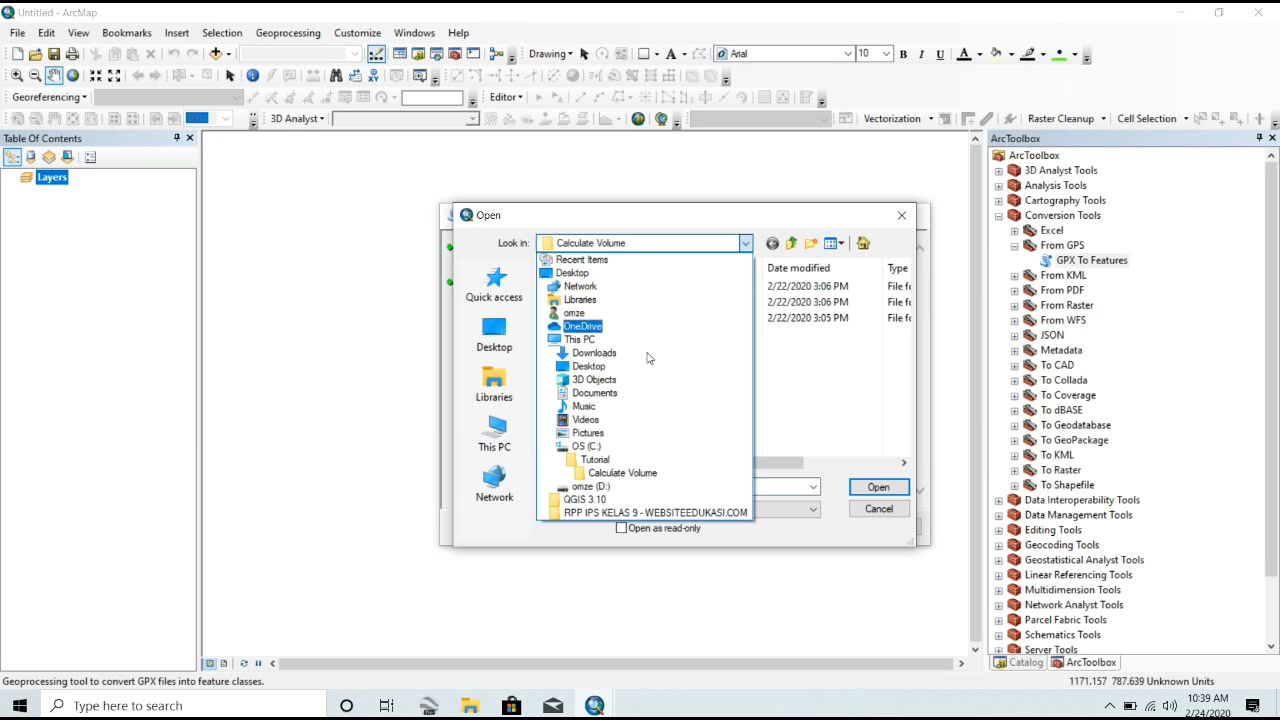 Untitled - ArcMap
File Edit View Bookmarks Insert Selection Geoprocessing Customize Windows Help
Drawing Arial 10 B I U A
Georeferencing Editor
3D Analyst Vectorization Raster Cleanup Cell Selection
Table Of Contents
Layers
Open
Look in: Calculate Volume
Recent Items
Desktop
Network
Libraries
omze
OneDrive
This PC
Downloads
Desktop
3D Objects
Documents
Music
Videos
Pictures
OS (C:)
Tutorial
Calculate Volume
omze (D:)
QGIS 3.10
RPP IPS KELAS 9 - WEBSITEEDUKASI.COM
Quick access
Desktop
Libraries
This PC
Network
Date modified Type
2/22/2020 3:06 PM File fo
2/22/2020 3:06 PM File fo
2/22/2020 3:05 PM File fo
Open
Cancel
Open as read-only
ArcToolbox
ArcToolbox
3D Analyst Tools
Analysis Tools
Cartography Tools
Conversion Tools
Excel
From GPS
GPX To Features
From KML
From PDF
From Raster
From WFS
JSON
Metadata
To CAD
To Collada
To Coverage
To dBASE
To Geodatabase
To GeoPackage
To KML
To Raster
To Shapefile
Data Interoperability Tools
Data Management Tools
Editing Tools
Geocoding Tools
Geostatistical Analyst Tools
Linear Referencing Tools
Multidimension Tools
Network Analyst Tools
Parcel Fabric Tools
Schematics Tools
Server Tools
Catalog ArcToolbox
Geoprocessing tool to convert GPX files into feature classes.
1171.157 787.639 Unknown Units
Type here to search
10:39 AM
2/24/2020